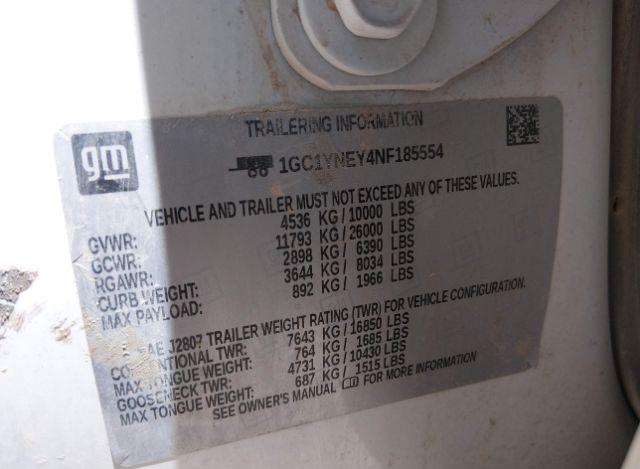 gm
TRAILERING INFORMATION
1GC1YNEY4NF185554
VEHICLE AND TRAILER MUST NOT EXCEED ANY OF THESE VALUES.
GVWR: 4536 KG/10000 LBS
GCWR: 11793 KG/26000 LBS
RGAWR: 2898 KG/ 6390 LBS
CURB WEIGHT: 3644 KG/ 8034 LBS
MAX PAYLOAD: 892 KG/ 1966 LBS
J2807 TRAILER WEIGHT RATING (TWR) FOR VEHICLE CONFIGURATION.
TWR: 7643 KG/16850 LBS
MAX TONGUE WEIGHT: 764 KG/ 1685 LBS
GOOSENECK TWR: 4731 KG/10430 LBS
MAX TONGUE WEIGHT: 687 KG/ 1515 LBS
SEE OWNER'S MANUAL FOR MORE INFORMATION